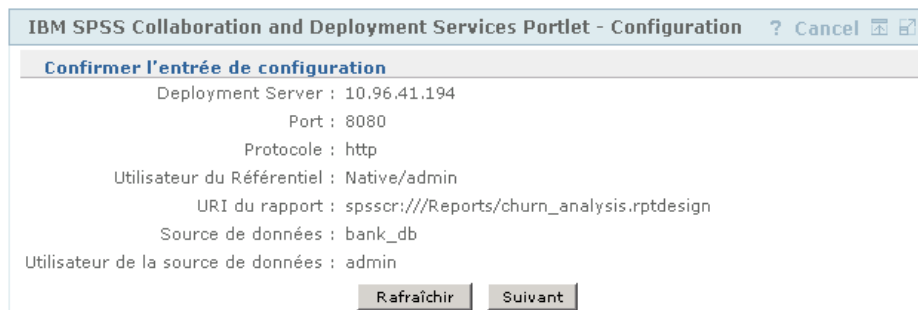 IBM SPSS Collaboration and Deployment Services Portlet - Configuration ? Cancel
Confirmer l'entrée de configuration
Deployment Server : 10.96.41.194
Port : 8080
Protocole : http
Utilisateur du Référentiel : Native/admin
URI du rapport : spsscr:///Reports/churn_analysis.rptdesign
Source de données : bank_db
Utilisateur de la source de données : admin
Rafraîchir Suivant